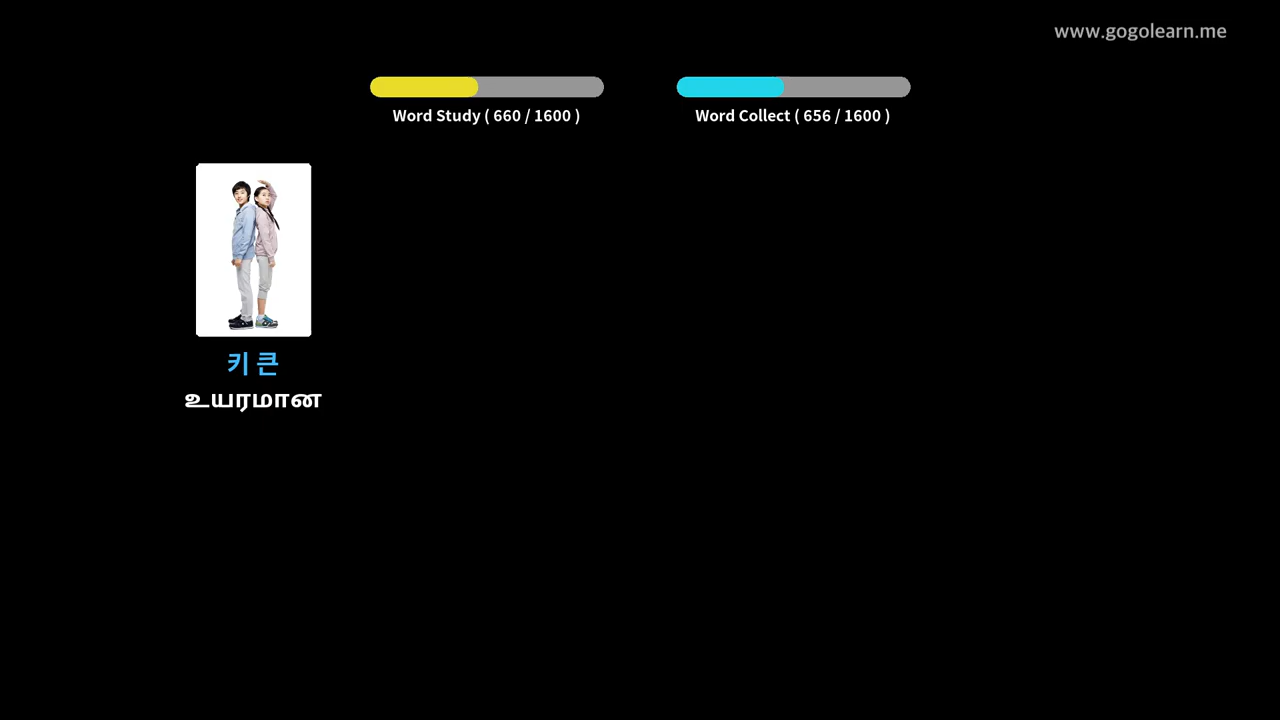 www.gogolearn.me
Word Study ( 660 / 1600 )
Word Collect ( 656 / 1600 )
키 큰
உயரமான